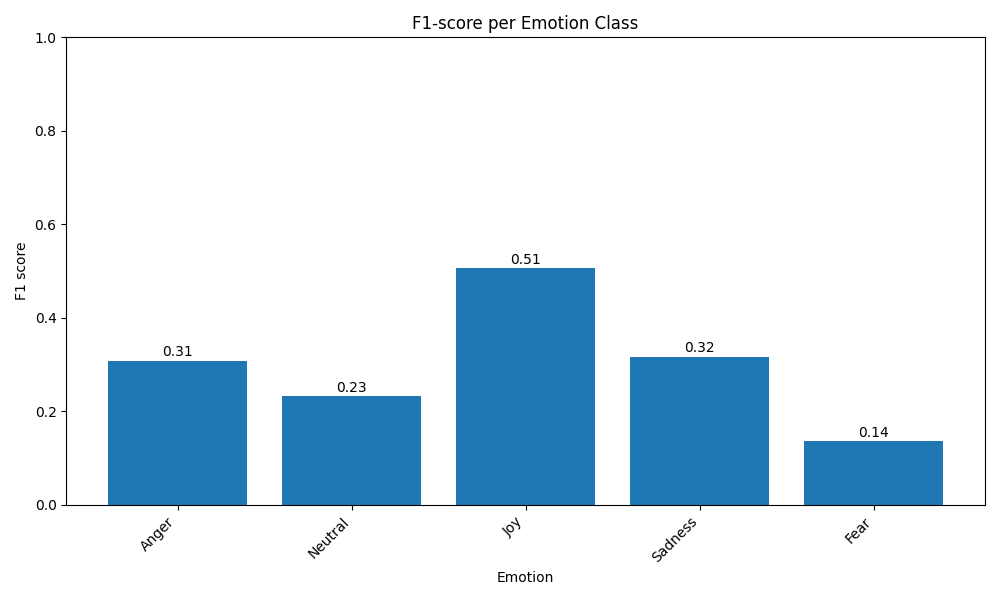 F1-score per Emotion Class
1.0
0.8
0.6
0.4
0.2
0.0
F1 score
0.31
0.23
0.51
0.32
0.14
Anger
Neutral
Joy
Sadness
Fear
Emotion